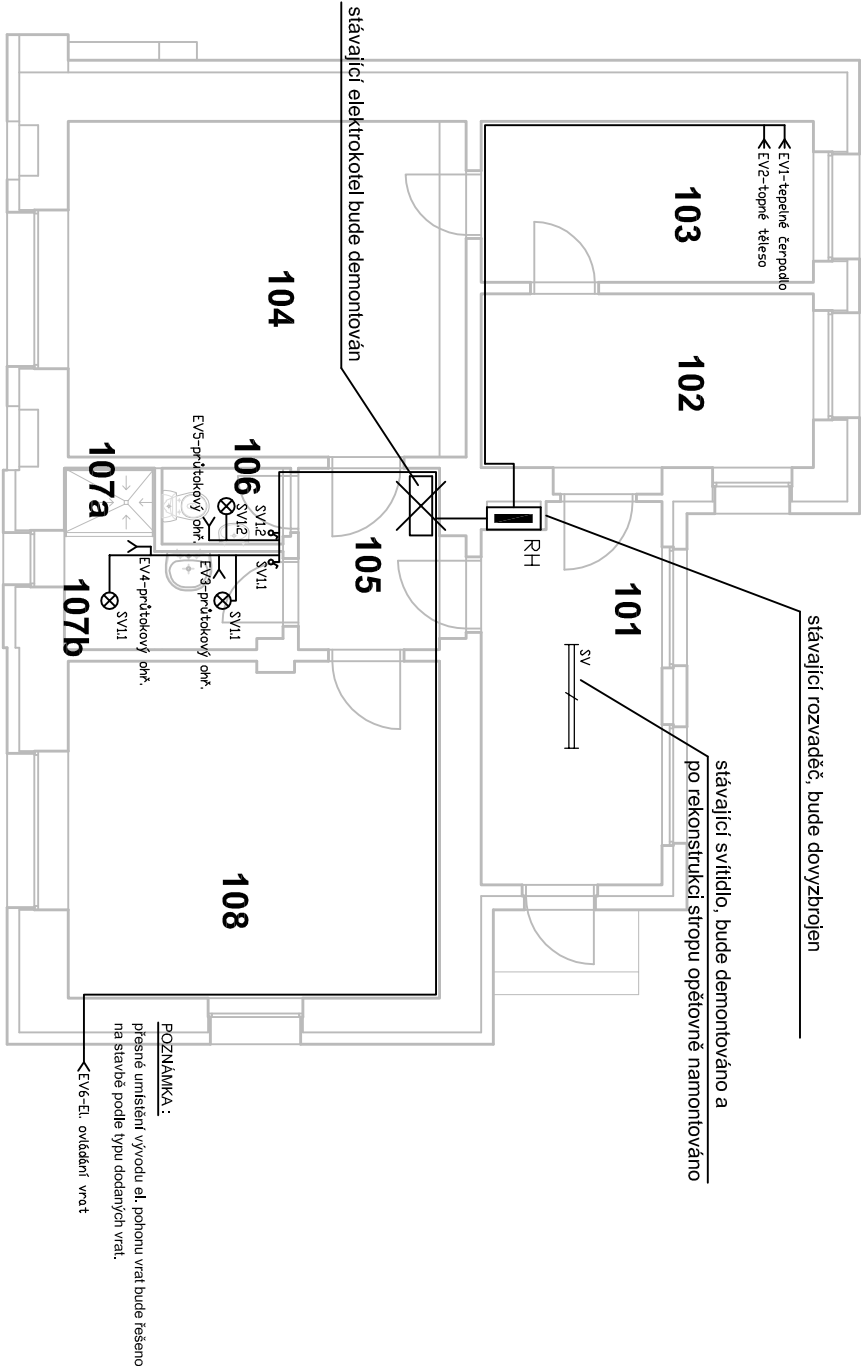 stávající rozvaděč, bude dovyzbrojen
stávající svítidlo, bude demontováno a
po rekonstrukci stropu opětovně namontováno
EV1-tepelné čerpadlo
EV2-topné těleso
103
102
101
SV
RH
stávající elektrokotel bude demontován
104
105
106
SV1.2
SV1.2
EV5-průtokový ohř.
SV1.1
SV1.1
EV3-průtokový ohř.
107a
107b
SV1.1
EV4-průtokový ohř.
108
POZNÁMKA :
přesné umístění vývodu el. pohonu vrat bude řešeno
na stavbě podle typu dodaných vrat.
EV6-El. ovládání vrat